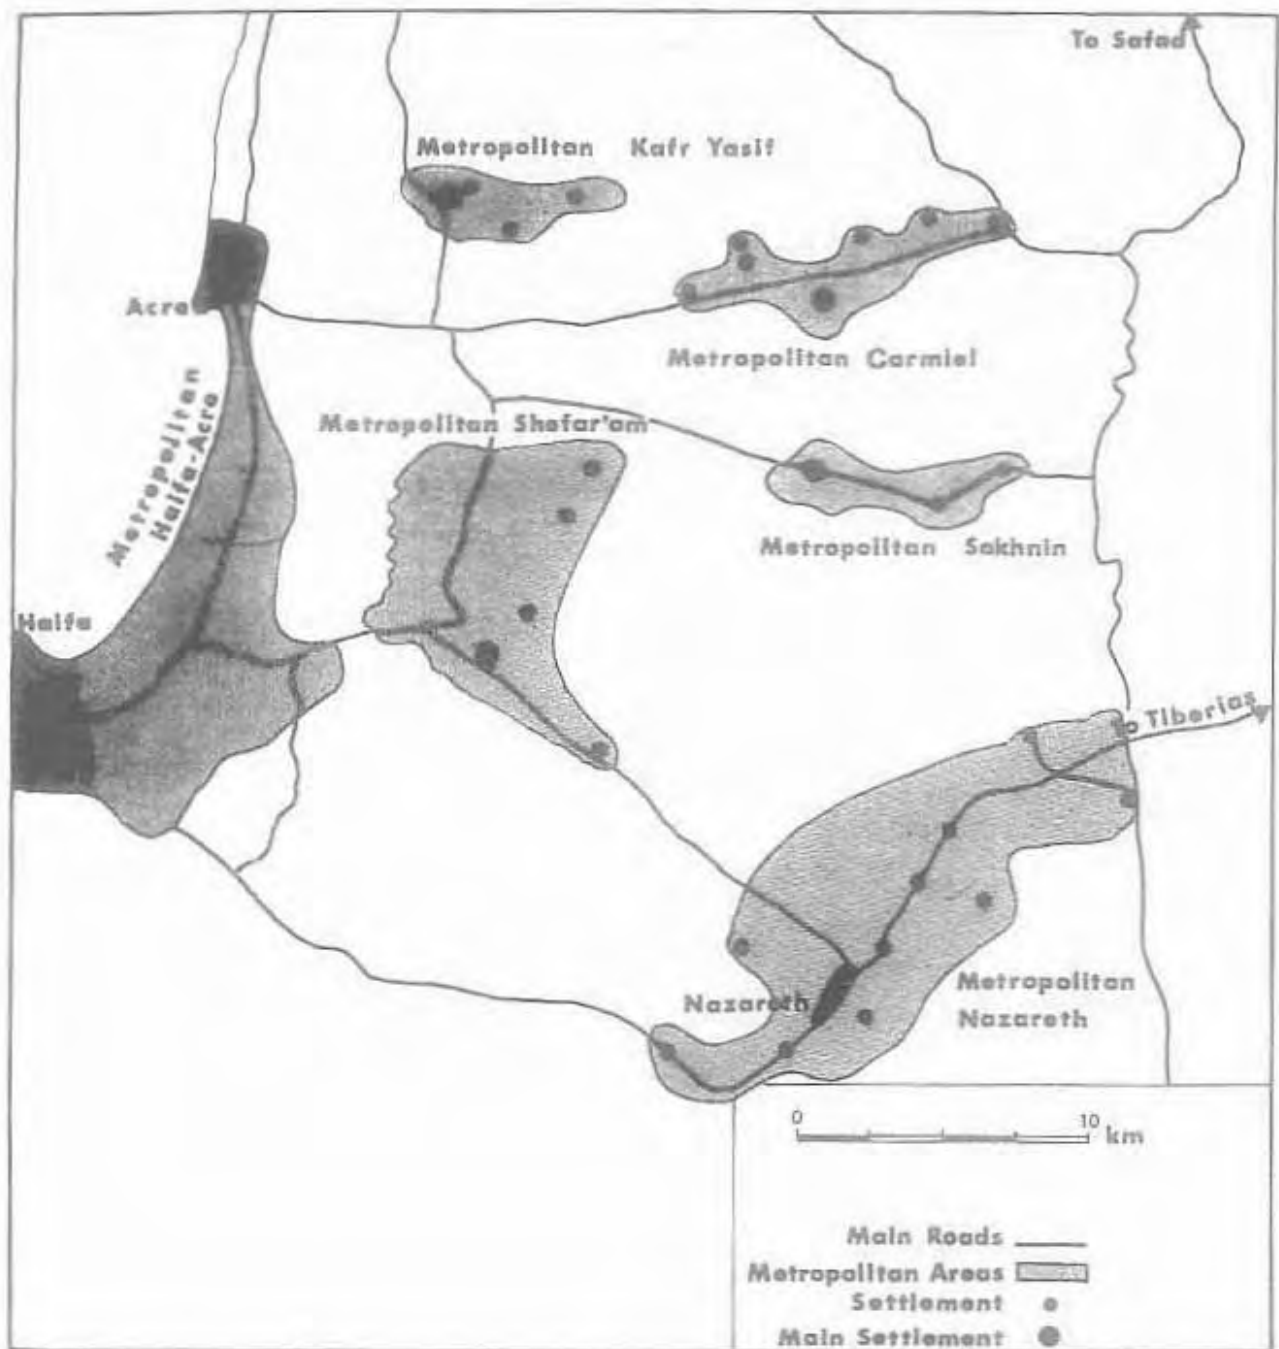 To Safad
Metropolitan Kafr Yasif
Acre
Metropolitan Carmiel
Metropolitan
Haifa-Acre
Metropolitan Shefar'am
Metropolitan Sakhnin
Haifa
To Tiberias
Nazareth
Metropolitan
Nazareth
0 10 km
Main Roads
Metropolitan Areas
Settlement
Main Settlement